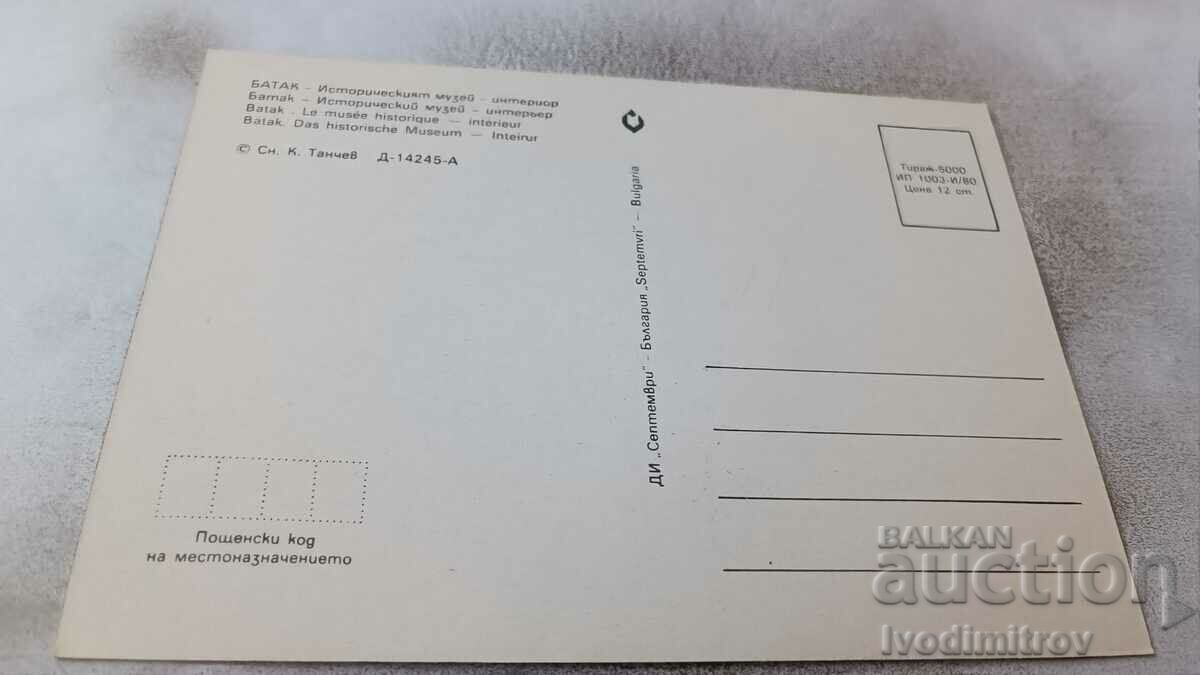 БАТАК - Историческият музей - интериор
Батак - Исторический музей - интерьер
Batak . Le musée historique — intérieur
Batak. Das historische Museum — Inteirur
© Сн. К. Танчев Д-14245-А
Тираж-5000
ИП 1003-И/80
Цена 12 ст.
ДИ „Септември" - България „Septemvri" — Bulgaria
Пощенски код
на местоназначението
BALKAN
auction
Ivodimitrov